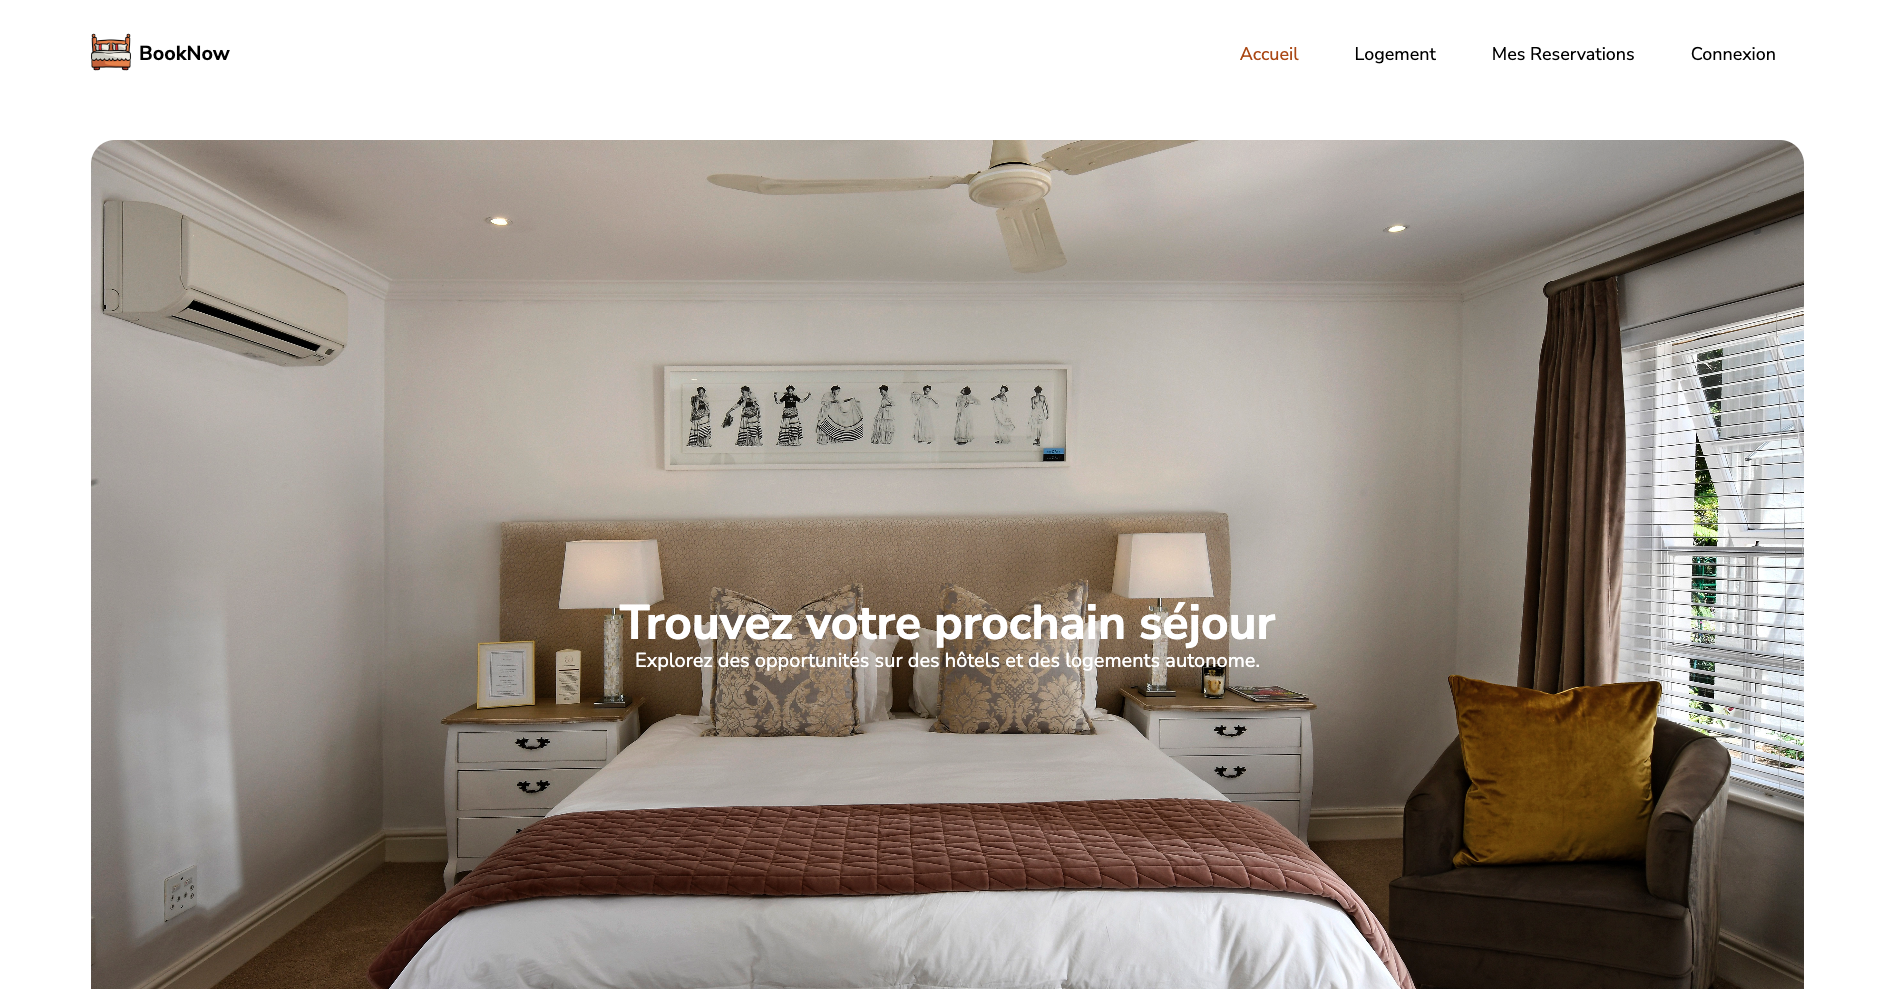 BookNow
Accueil Logement Mes Reservations Connexion
Trouvez votre prochain séjour
Explorez des opportunités sur des hôtels et des logements autonome.